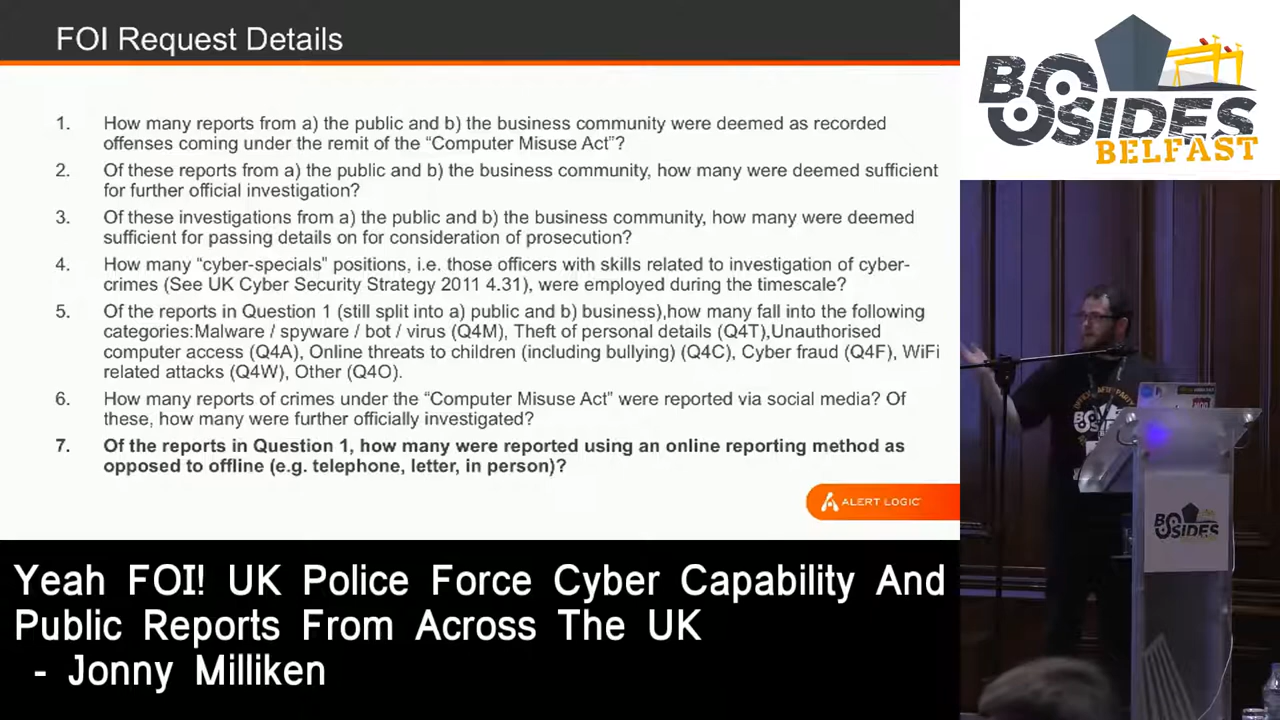 FOI Request Details
1. How many reports from a) the public and b) the business community were deemed as recorded
offenses coming under the remit of the “Computer Misuse Act”?
2. Of these reports from a) the public and b) the business community, how many were deemed sufficient
for further official investigation?
3. Of these investigations from a) the public and b) the business community, how many were deemed
sufficient for passing details on for consideration of prosecution?
4. How many “cyber-specials” positions, i.e. those officers with skills related to investigation of cyber-
crimes (See UK Cyber Security Strategy 2011 4.31), were employed during the timescale?
5. Of the reports in Question 1 (still split into a) public and b) business),how many fall into the following
categories:Malware / spyware / bot / virus (Q4M), Theft of personal details (Q4T),Unauthorised
computer access (Q4A), Online threats to children (including bullying) (Q4C), Cyber fraud (Q4F), WiFi
related attacks (Q4W), Other (Q4O).
6. How many reports of crimes under the “Computer Misuse Act” were reported via social media? Of
these, how many were further officially investigated?
7. Of the reports in Question 1, how many were reported using an online reporting method as
opposed to offline (e.g. telephone, letter, in person)?
ALERT LOGIC
BSIDES
BELFAST
BSIDES
BELFAST
Yeah FOI! UK Police Force Cyber Capability And
Public Reports From Across The UK
- Jonny Milliken